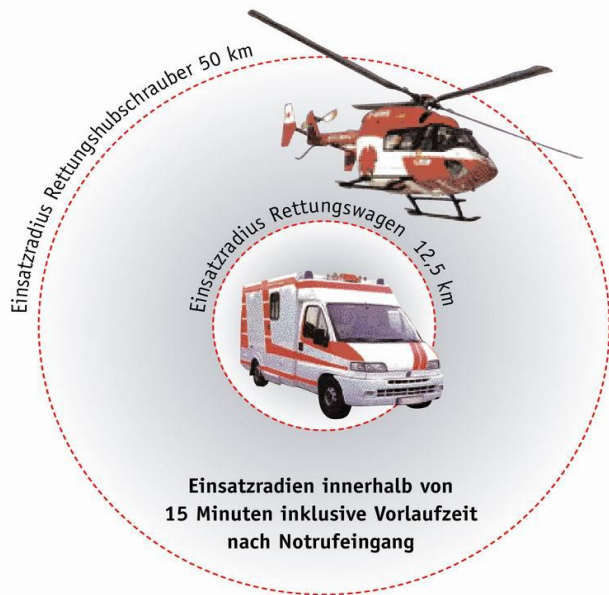 Einsatzradius Rettungshubschrauber 50 km
Einsatzradius Rettungswagen 12,5 km
Einsatzradien innerhalb von
15 Minuten inklusive Vorlaufzeit
nach Notrufeingang